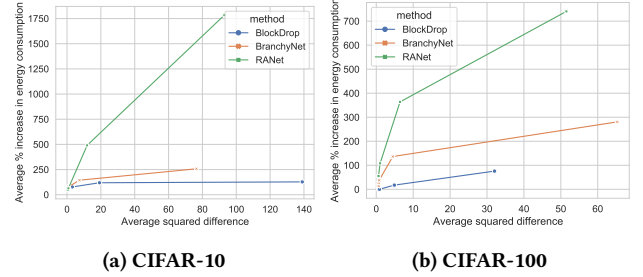 method
BlockDrop
BranchyNet
RANet
Average % increase in energy consumption
1750
1500
1250
1000
750
500
250
0
0 20 40 60 80 100 120 140
Average squared difference
(a) CIFAR-10
method
BlockDrop
BranchyNet
RANet
Average % increase in energy consumption
700
600
500
400
300
200
100
0
0 10 20 30 40 50 60
Average squared difference
(b) CIFAR-100